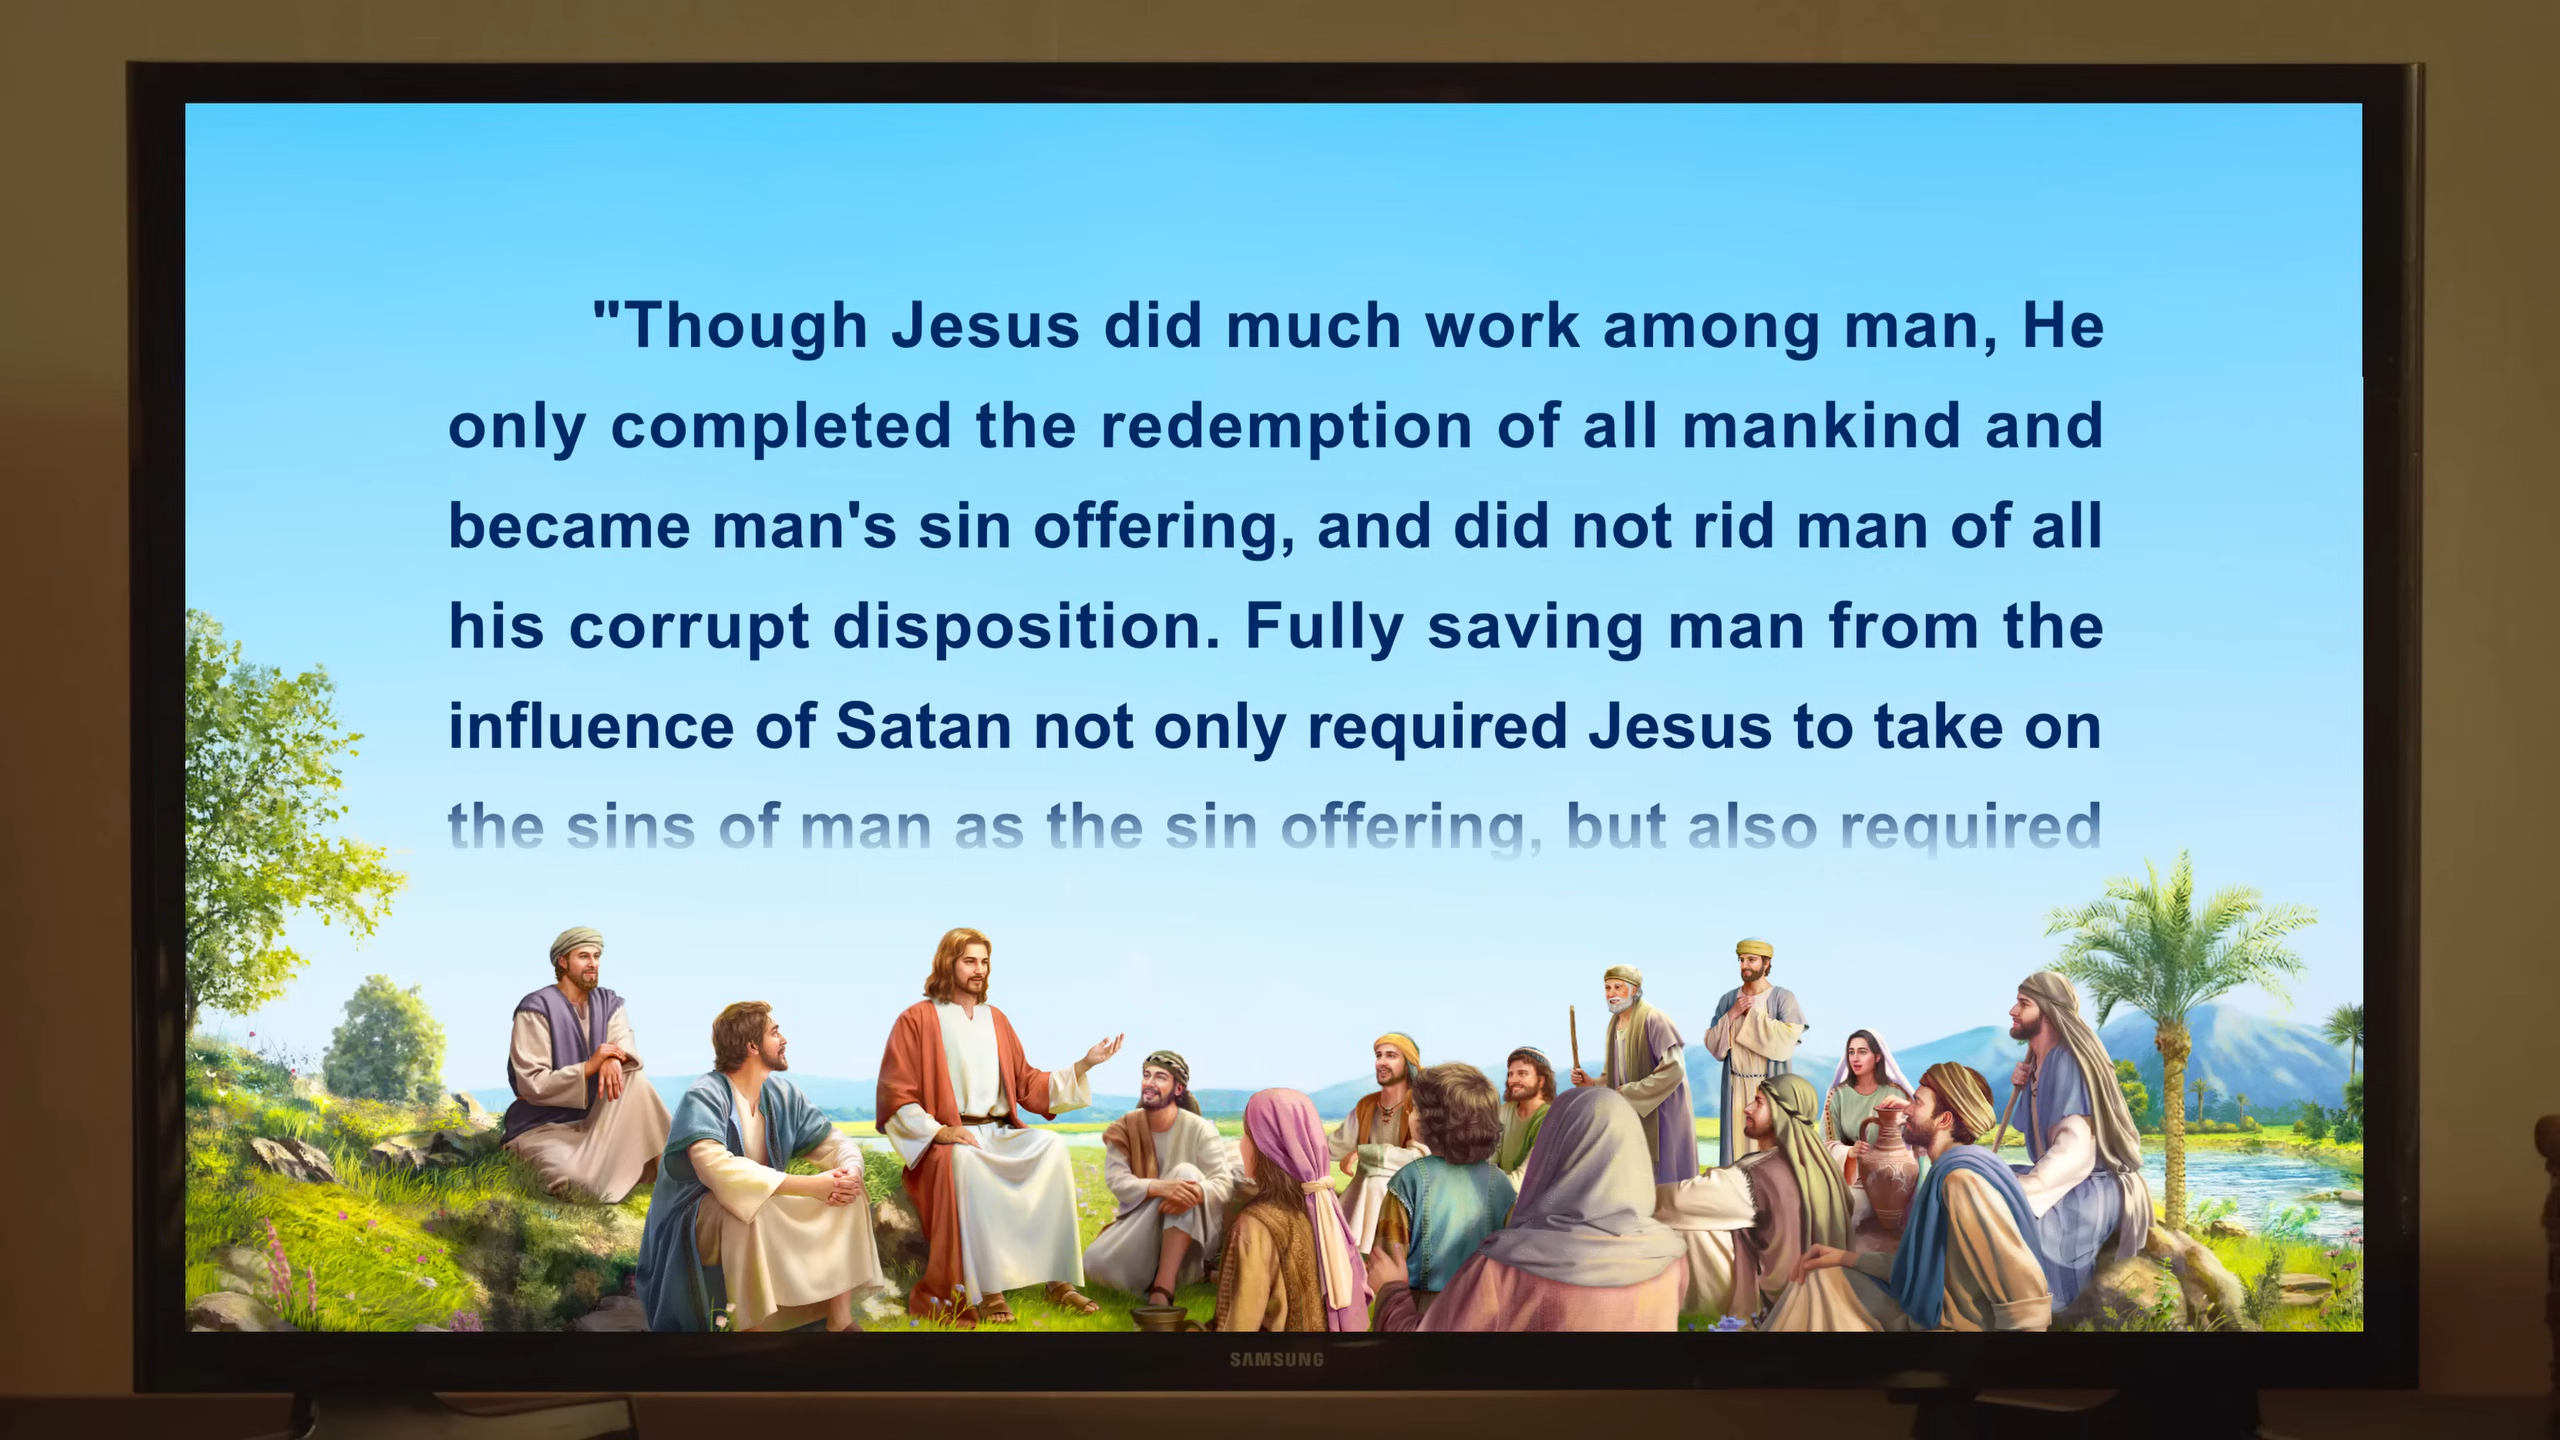 "Though Jesus did much work among man, He
only completed the redemption of all mankind and
became man's sin offering, and did not rid man of all
his corrupt disposition. Fully saving man from the
influence of Satan not only required Jesus to take on
the sins of man as the sin offering, but also required
SAMSUNG